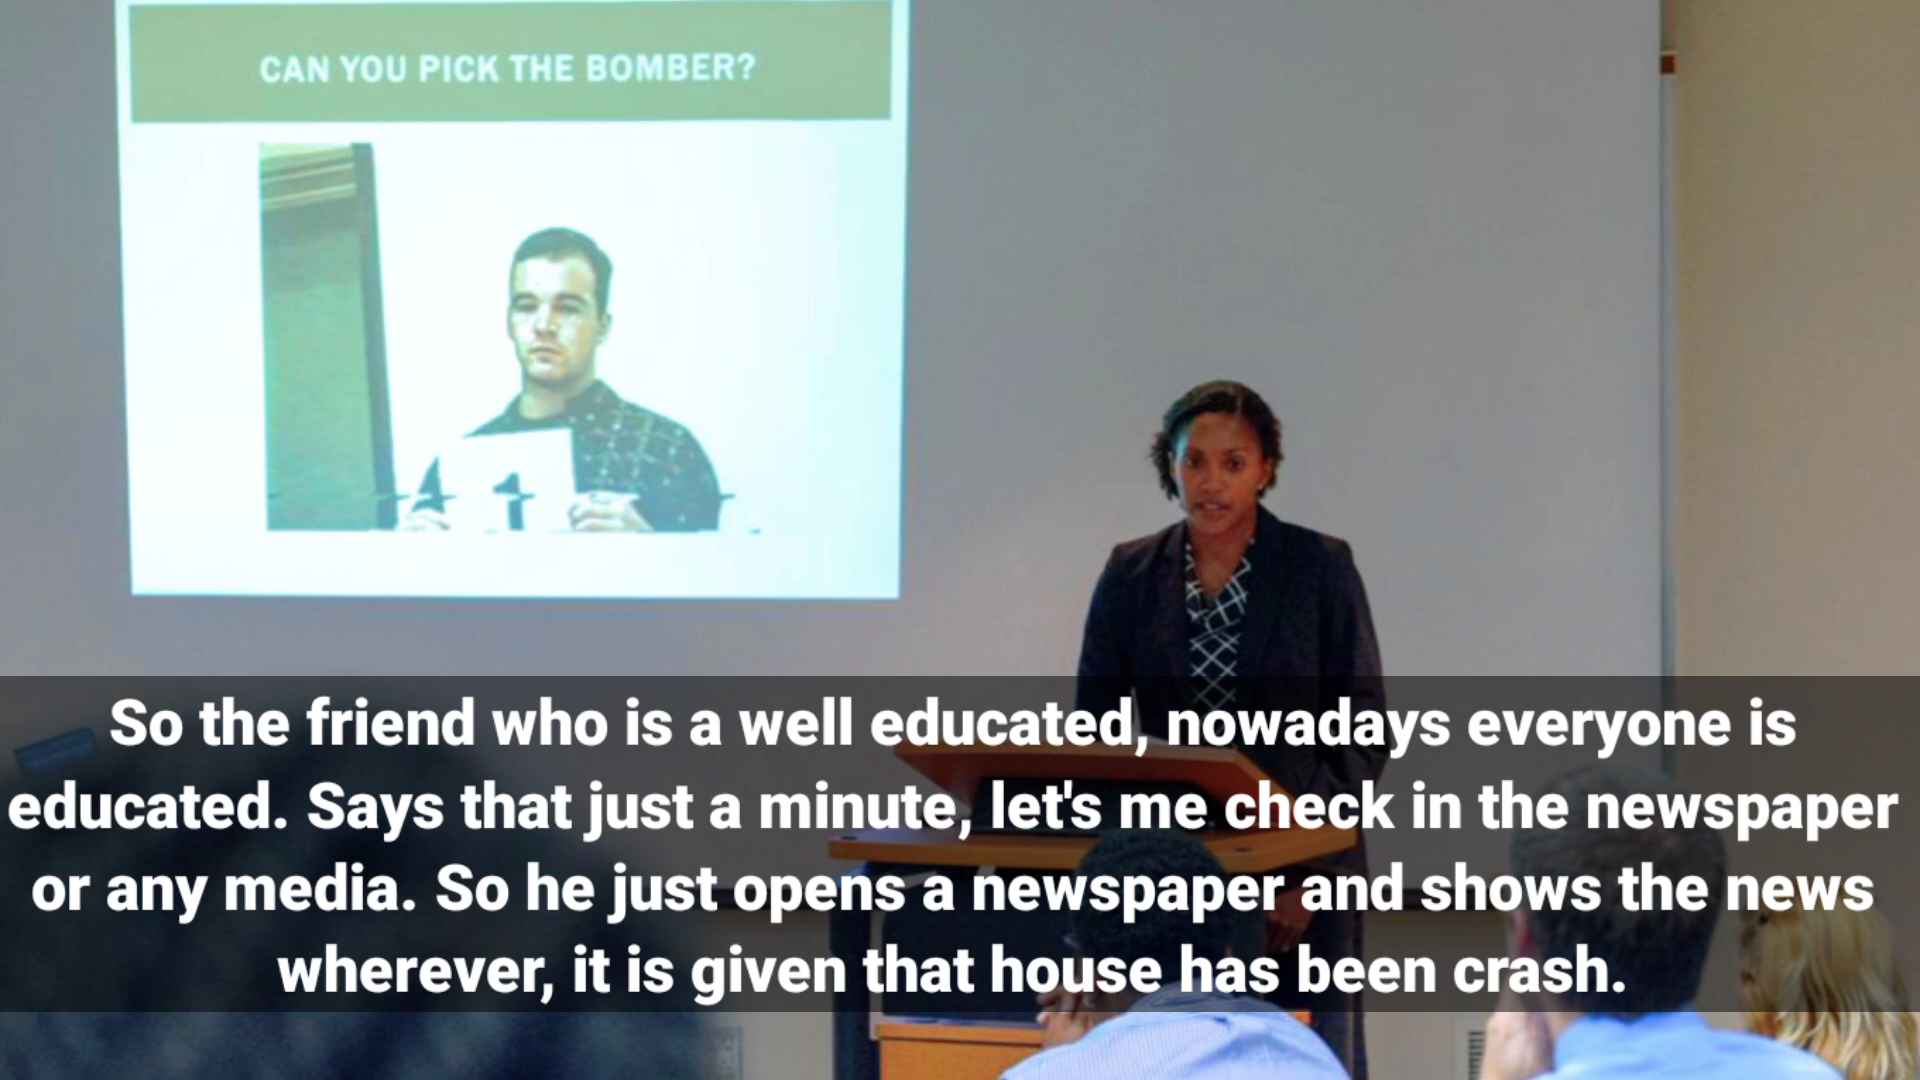 CAN YOU PICK THE BOMBER?
1
So the friend who is a well educated, nowadays everyone is
educated. Says that just a minute, let's me check in the newspaper
or any media. So he just opens a newspaper and shows the news
wherever, it is given that house has been crash.